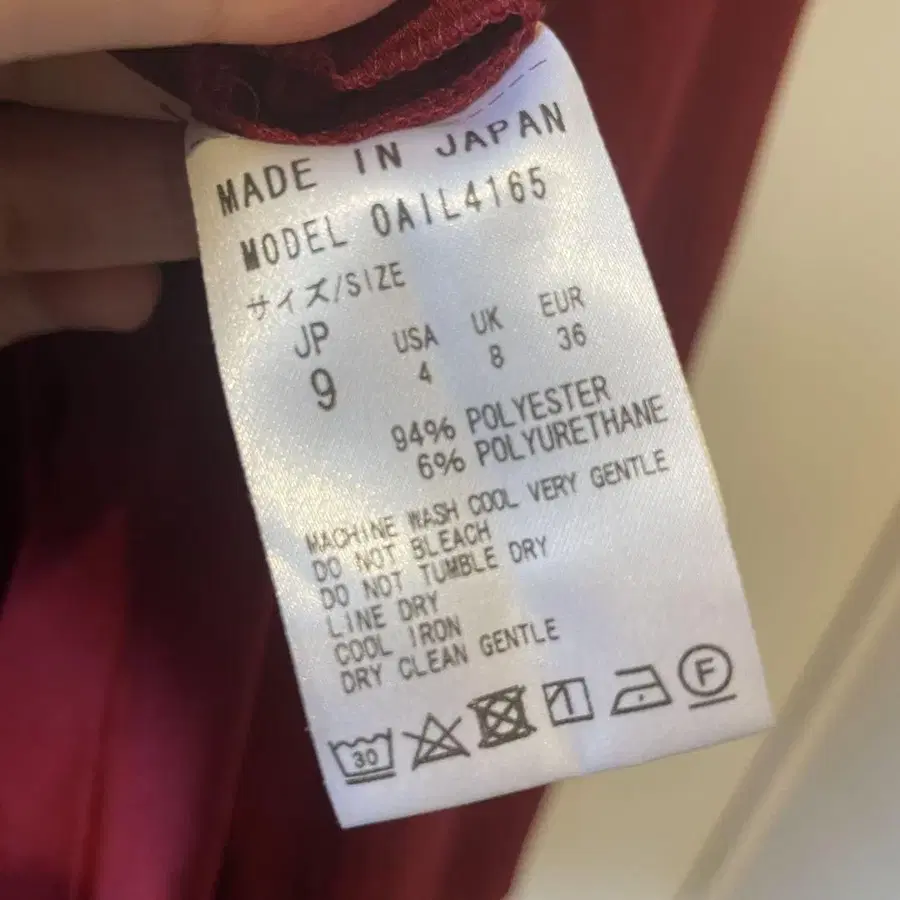 MADE IN JAPAN
MODEL OAIL4165
サイズ/SIZE
JP USA UK EUR
9 4 8 36
94% POLYESTER
6% POLYURETHANE
MACHINE WASH COOL VERY GENTLE
DO NOT BLEACH
DO NOT TUMBLE DRY
LINE DRY
COOL IRON
DRY CLEAN GENTLE
30 F